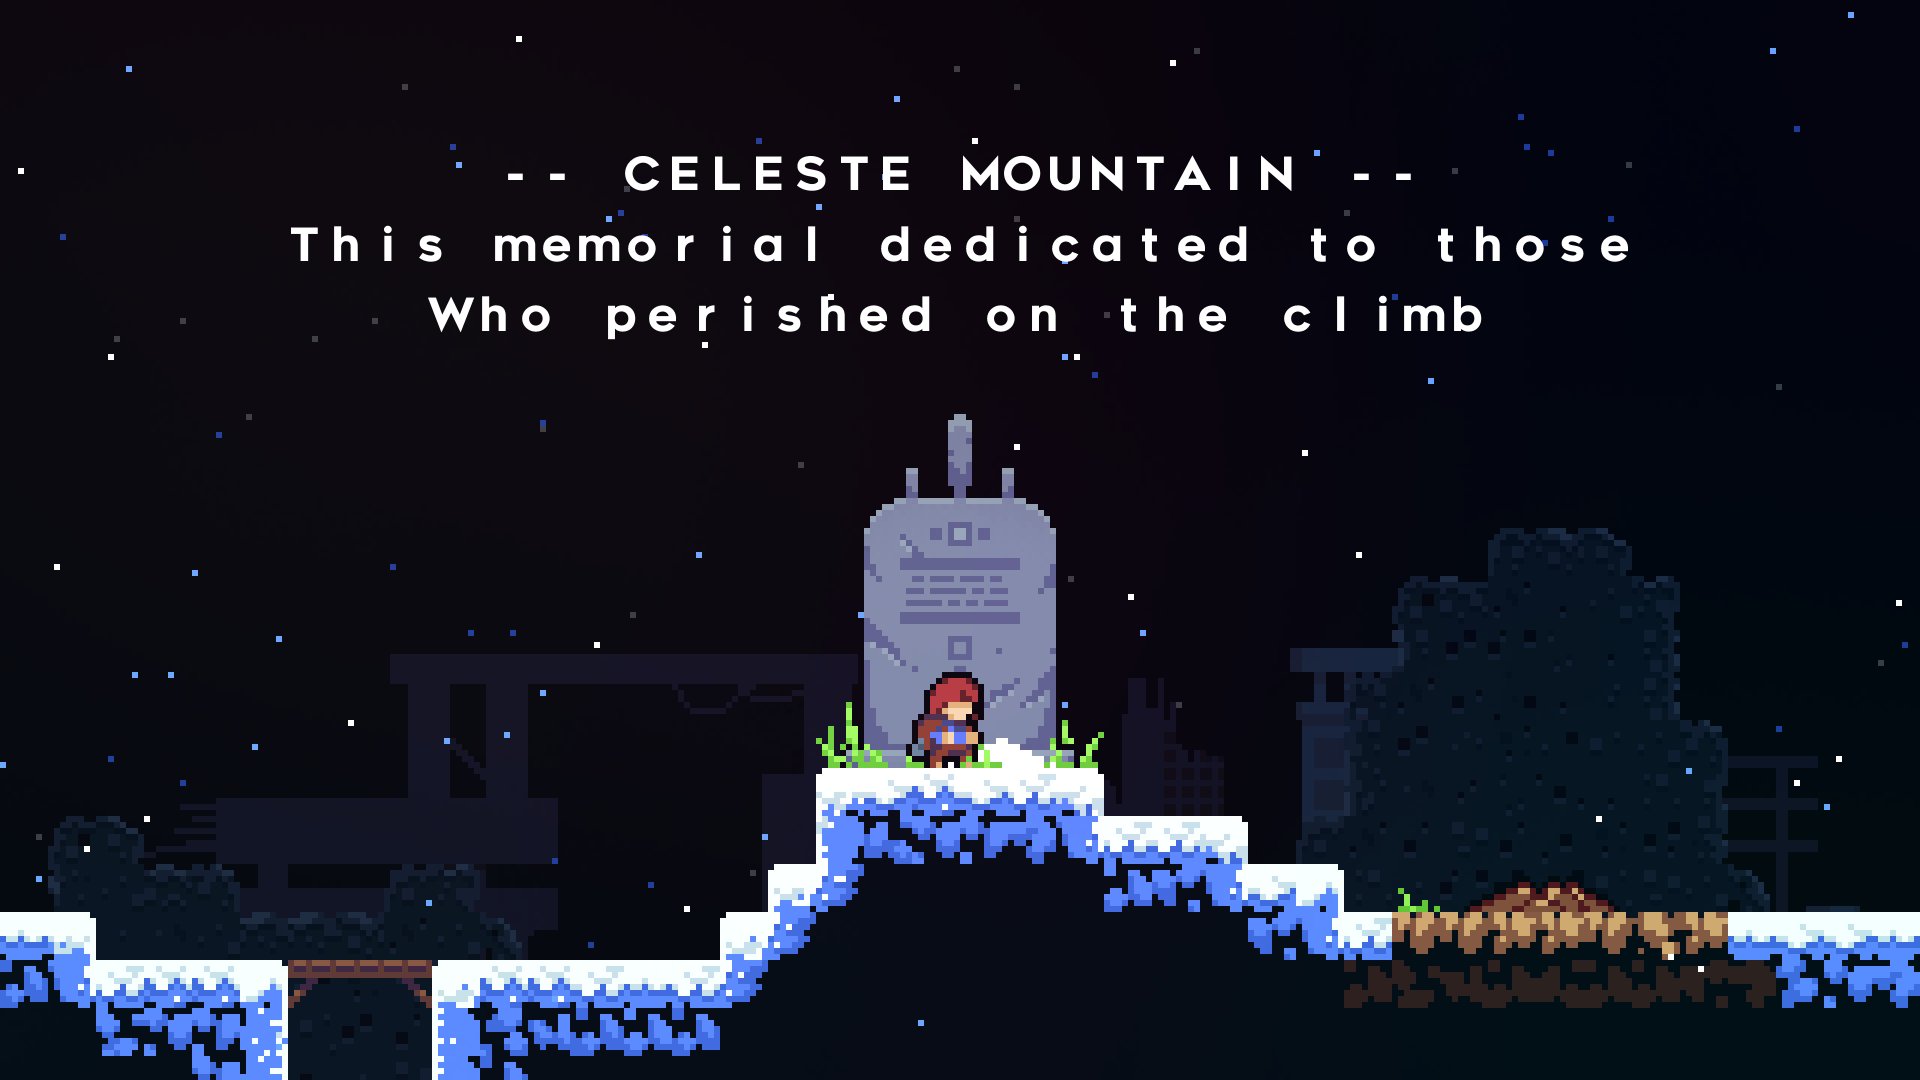 -- CELESTE MOUNTAIN --
This memorial dedicated to those
Who perished on the climb